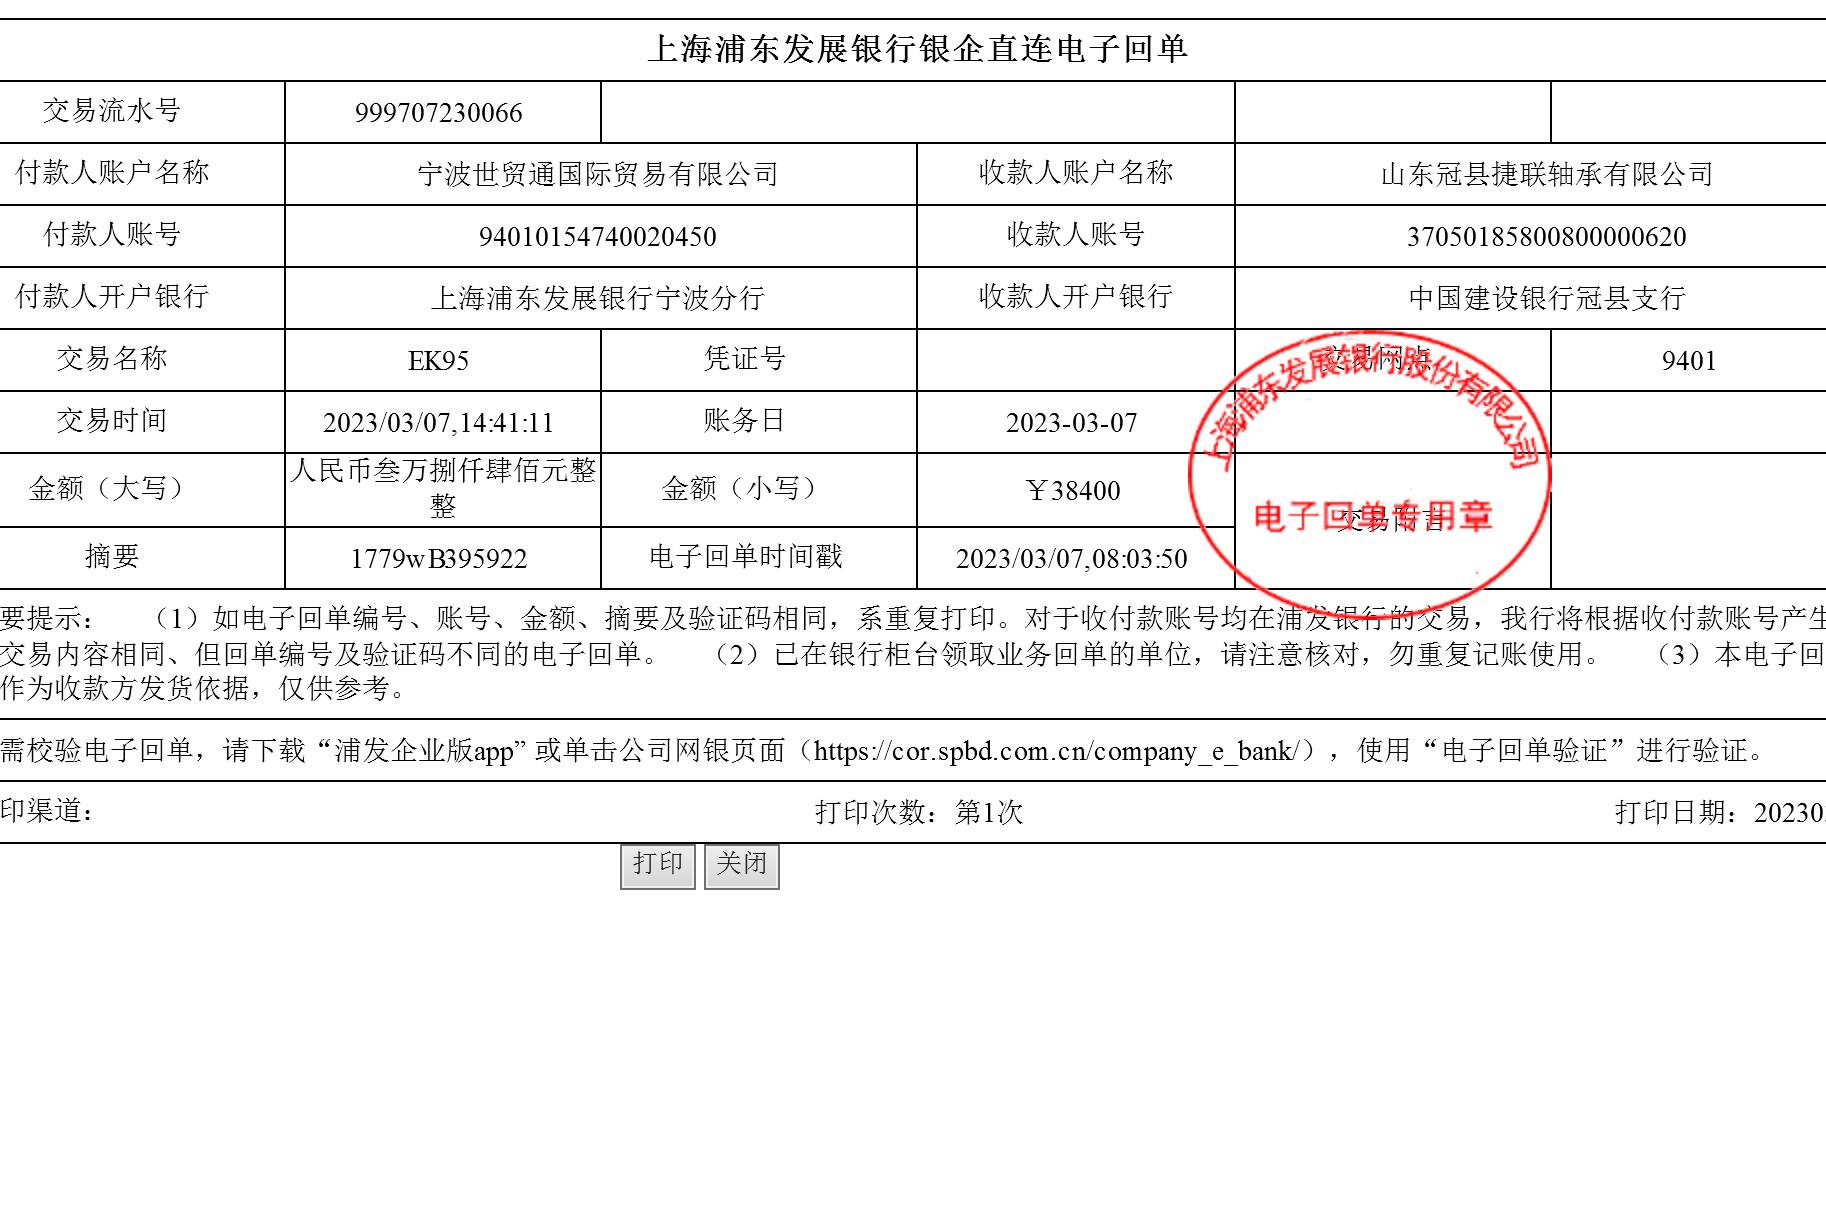 上海浦东发展银行银企直连电子回单
交易流水号 999707230066
付款人账户名称 宁波世贸通国际贸易有限公司 收款人账户名称 山东冠县捷联轴承有限公司
付款人账号 94010154740020450 收款人账号 37050185800800000620
付款人开户银行 上海浦东发展银行宁波分行 收款人开户银行 中国建设银行冠县支行
交易名称 EK95 凭证号 交易网点 9401
交易时间 2023/03/07,14:41:11 账务日 2023-03-07
金额（大写） 人民币叁万捌仟肆佰元整
整 金额（小写） ￥38400 交易附言
摘要 1779wB395922 电子回单时间戳 2023/03/07,08:03:50
上海浦东发展银行股份有限公司
电子回单专用章
要提示： （1）如电子回单编号、账号、金额、摘要及验证码相同，系重复打印。对于收付款账号均在浦发银行的交易，我行将根据收付款账号产生
交易内容相同、但回单编号及验证码不同的电子回单。 （2）已在银行柜台领取业务回单的单位，请注意核对，勿重复记账使用。 （3）本电子回
作为收款方发货依据，仅供参考。
需校验电子回单，请下载“浦发企业版app” 或单击公司网银页面（https://cor.spbd.com.cn/company_e_bank/），使用“电子回单验证”进行验证。
印渠道： 打印次数：第1次 打印日期：20230
打印 关闭